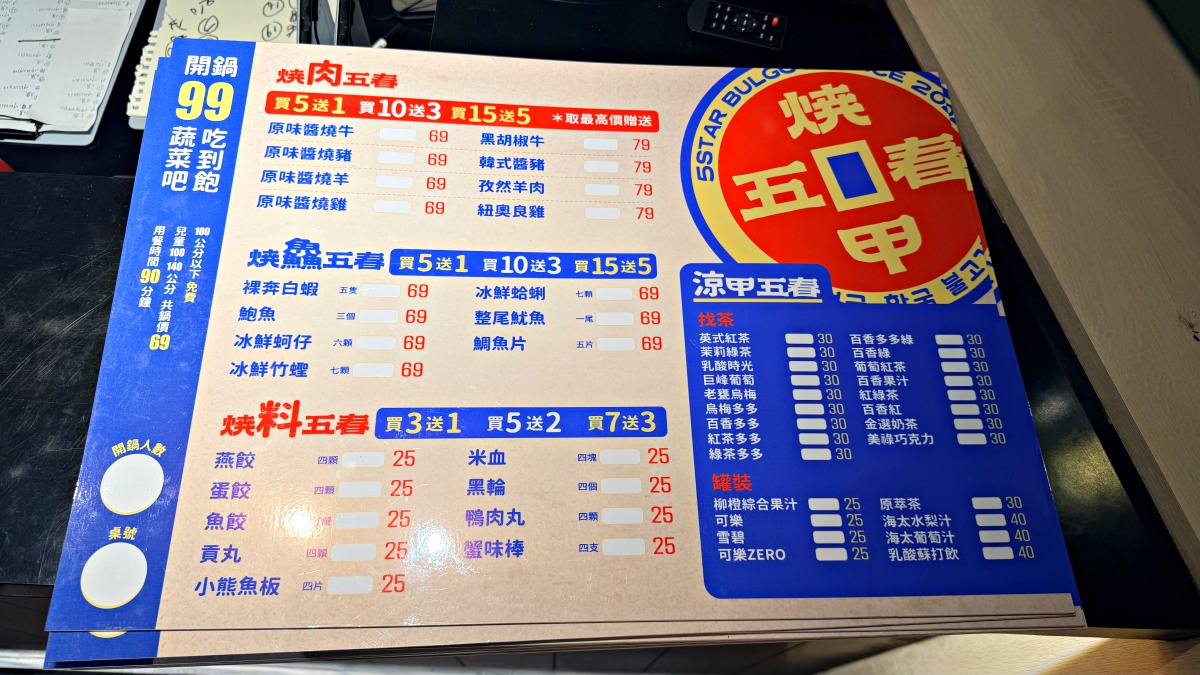 開鍋
99
吃到飽
蔬菜吧
100公分以下 免費
兒童100-140公分 共鍋價69
用餐時間90分鐘
開鍋人數
桌號
燒肉五春
買5送1 買10送3 買15送5 *取最高價贈送
原味醬燒牛 69 黑胡椒牛 79
原味醬燒豬 69 韓式醬豬 79
原味醬燒羊 69 孜然羊肉 79
原味醬燒雞 69 紐奧良雞 79
燒魚五春 買5送1 買10送3 買15送5
裸奔白蝦 五隻 69 冰鮮蛤蜊 七顆 69
鮑魚 三個 69 整尾魷魚 一尾 69
冰鮮蚵仔 六顆 69 鯛魚片 五片 69
冰鮮竹蟶 七顆 69
燒料五春 買3送1 買5送2 買7送3
燕餃 四顆 25 米血 四塊 25
蛋餃 四顆 25 黑輪 四個 25
魚餃 25 鴨肉丸 四顆 25
貢丸 四顆 25 蟹味棒 四支 25
小熊魚板 四片 25
5STAR BULGO
CE 202
燒
五 春
甲
한국 불고기
涼甲五春
找茶
英式紅茶 30 百香多多綠 30
茉莉綠茶 30 百香綠 30
乳酸時光 30 葡萄紅茶 30
巨峰葡萄 30 百香果汁 30
老甕烏梅 30 紅綠茶 30
烏梅多多 30 百香紅 30
百香多多 30 金選奶茶 30
紅茶多多 30 美祿巧克力 30
綠茶多多 30
罐裝
柳橙綜合果汁 25 原萃茶 30
可樂 25 海太水梨汁 40
雪碧 25 海太葡萄汁 40
可樂ZERO 25 乳酸蘇打飲 40